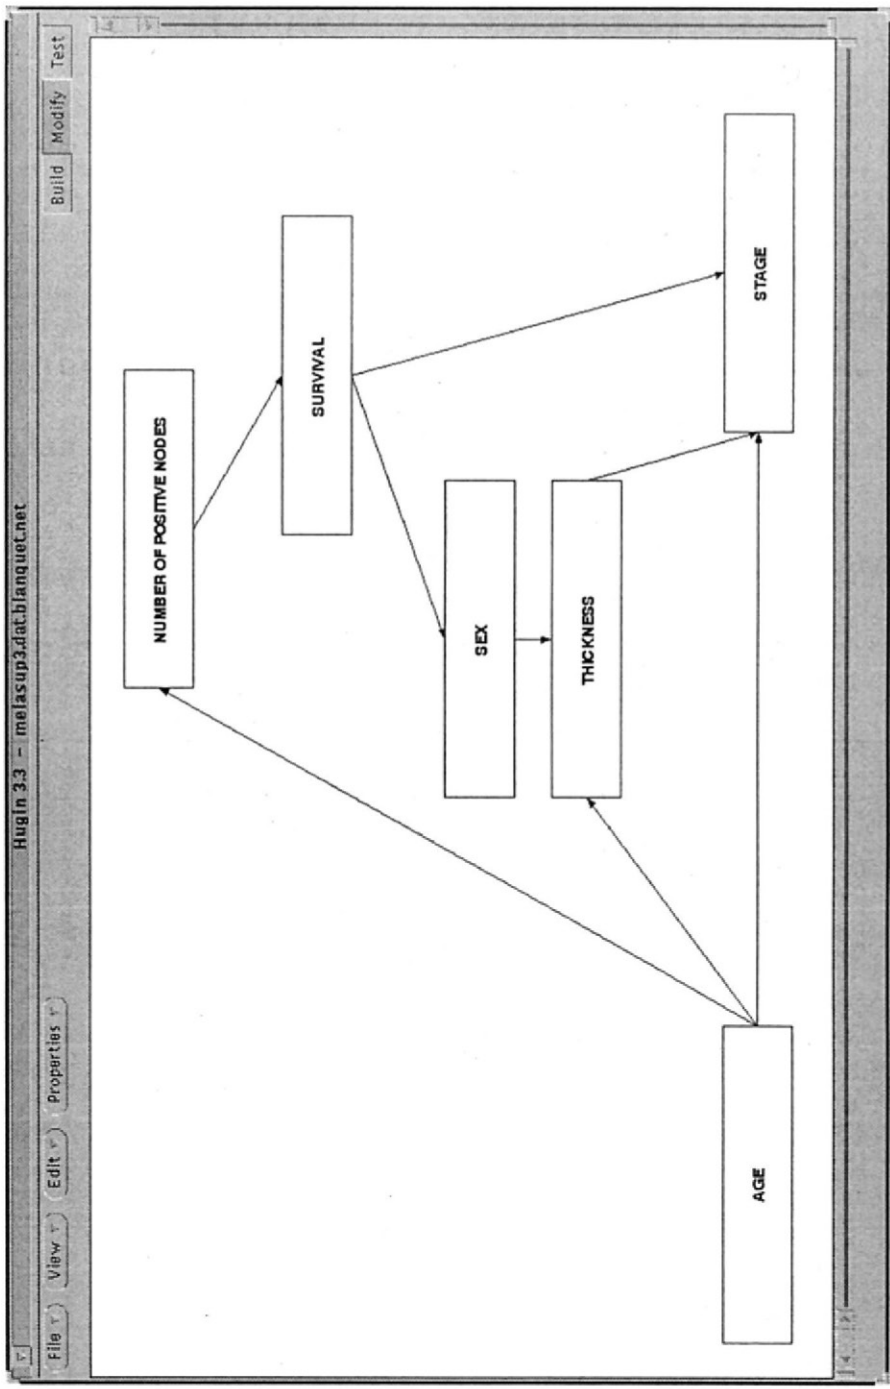 Hugin 3.3 - melasup3.dat.blanquet.net
File View Edit Properties Build Modify Test
NUMBER OF POSITIVE NODES
SURVIVAL
SEX
THICKNESS
AGE
STAGE